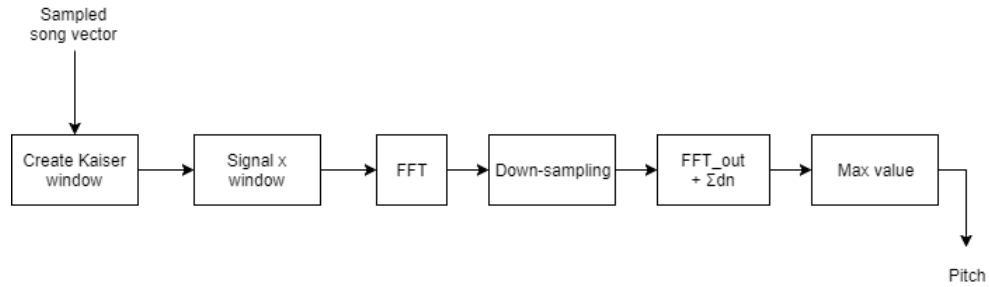 Sampled
song vector
Create Kaiser
window
Signal x
window
FFT
Down-sampling
FFT_out
+ Σdn
Max value
Pitch